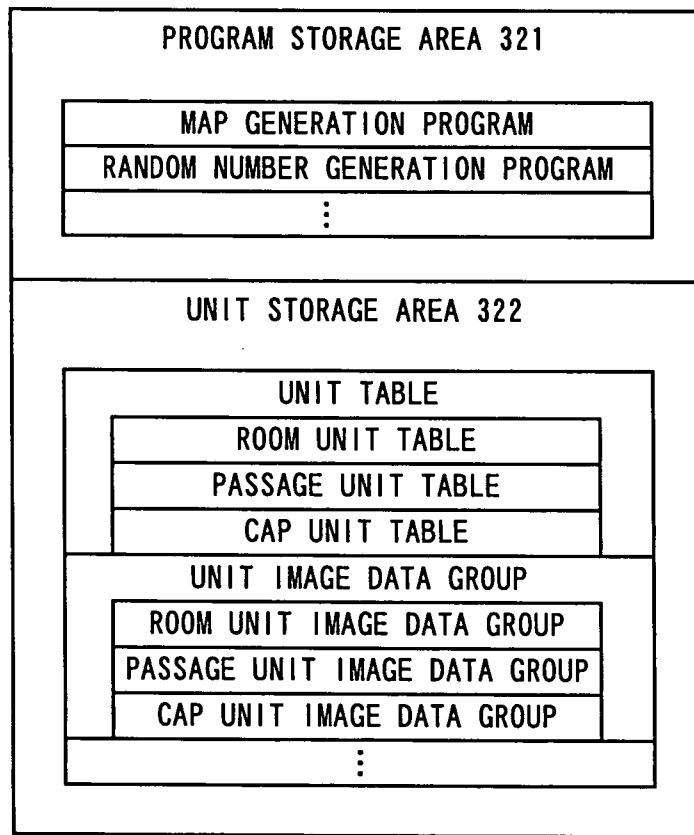 PROGRAM STORAGE AREA 321
MAP GENERATION PROGRAM
RANDOM NUMBER GENERATION PROGRAM
⋮
UNIT STORAGE AREA 322
UNIT TABLE
ROOM UNIT TABLE
PASSAGE UNIT TABLE
CAP UNIT TABLE
UNIT IMAGE DATA GROUP
ROOM UNIT IMAGE DATA GROUP
PASSAGE UNIT IMAGE DATA GROUP
CAP UNIT IMAGE DATA GROUP
⋮